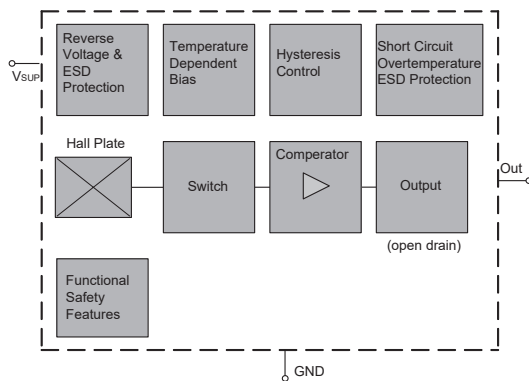 Reverse
Voltage &
ESD
Protection
Temperature
Dependent
Bias
Hysteresis
Control
Short Circuit
Overtemperature
ESD Protection
VSUP
Hall Plate
Switch
Comperator
Output
(open drain)
Out
Functional
Safety
Features
GND